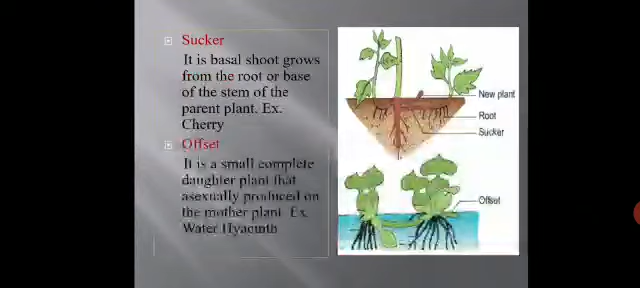 Sucker
It is basal shoot grows
from the root or base
of the stem of the
parent plant. Ex.
Cherry
Offset
It is a small complete
daughter plant that
asexually produced on
the mother plant Ex
Water Hyacinth
New plant
Root
Sucker
Offset